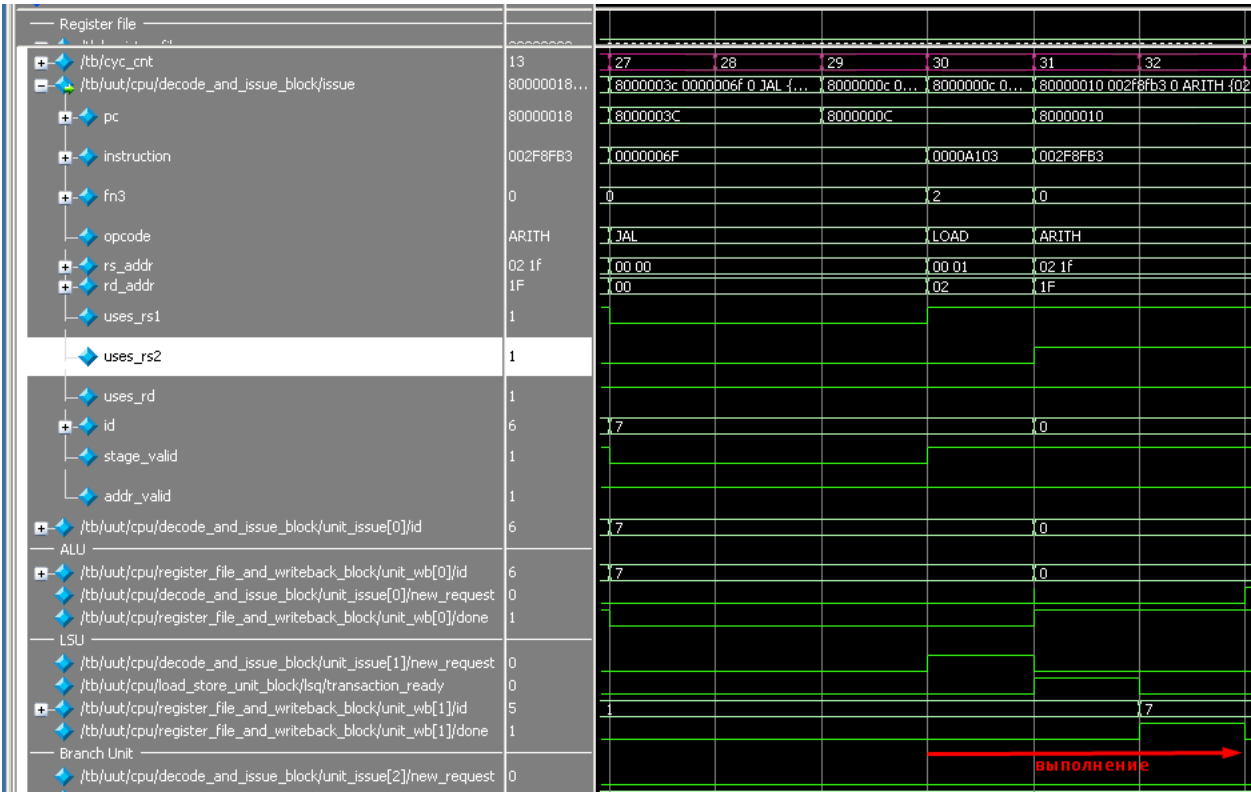 Register file
/tb/cyc_cnt 13 27 28 29 30 31 32
/tb/uut/cpu/decode_and_issue_block/issue 80000018... 8000003c 0000006f 0 JAL {... 8000000c 0... 8000000c 0... 80000010 002f8fb3 0 ARITH {02
pc 80000018 8000003C 8000000C 80000010
instruction 002F8FB3 0000006F 0000A103 002F8FB3
fn3 0 0 2 0
opcode ARITH JAL LOAD ARITH
rs_addr 02 1f 00 00 00 01 02 1f
rd_addr 1F 00 02 1F
uses_rs1 1
uses_rs2 1
uses_rd 1
id 6 7 0
stage_valid 1
addr_valid 1
/tb/uut/cpu/decode_and_issue_block/unit_issue[0]/id 6 7 0
ALU
/tb/uut/cpu/register_file_and_writeback_block/unit_wb[0]/id 6 7 0
/tb/uut/cpu/decode_and_issue_block/unit_issue[0]/new_request 0
/tb/uut/cpu/register_file_and_writeback_block/unit_wb[0]/done 1
LSU
/tb/uut/cpu/decode_and_issue_block/unit_issue[1]/new_request 0
/tb/uut/cpu/load_store_unit_block/lsq/transaction_ready 0
/tb/uut/cpu/register_file_and_writeback_block/unit_wb[1]/id 5 1 7
/tb/uut/cpu/register_file_and_writeback_block/unit_wb[1]/done 1
Branch Unit
выполнение
/tb/uut/cpu/decode_and_issue_block/unit_issue[2]/new_request 0